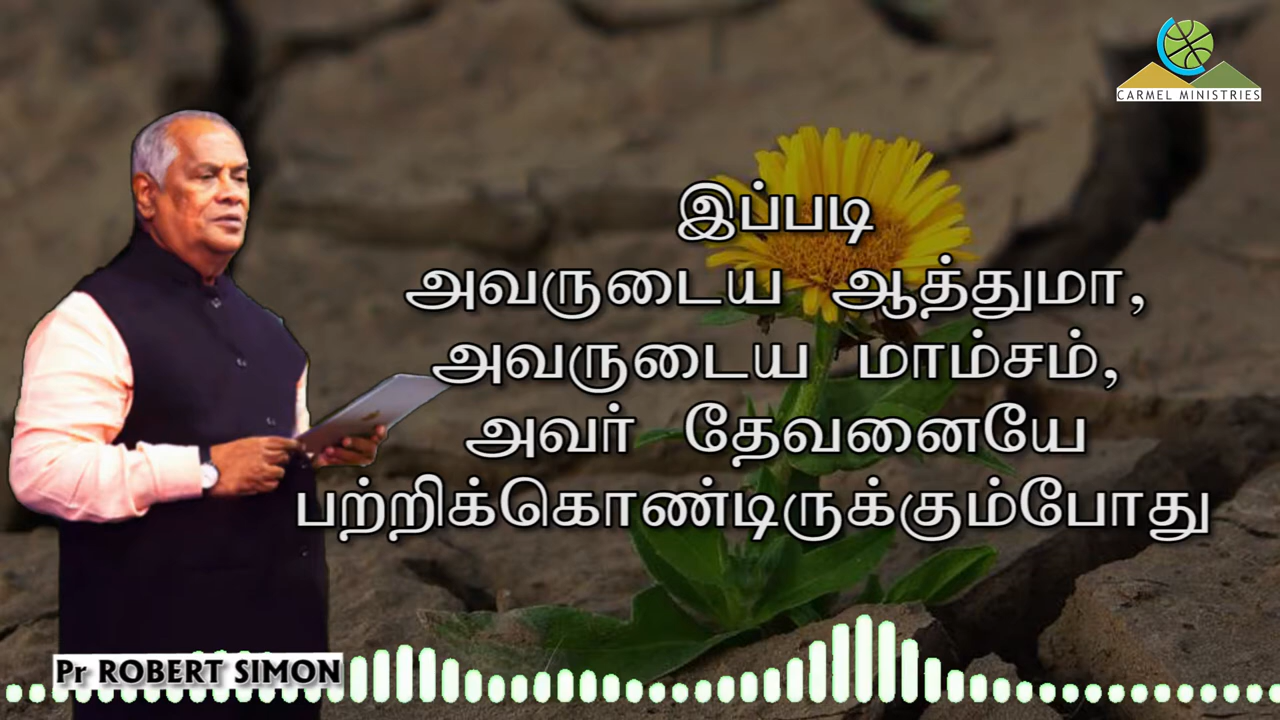 CARMEL MINISTRIES
இப்படி
அவருடைய ஆத்துமா,
அவருடைய மாம்சம்,
அவர் தேவனையே
பற்றிக்கொண்டிருக்கும்போது
Pr ROBERT SIMON